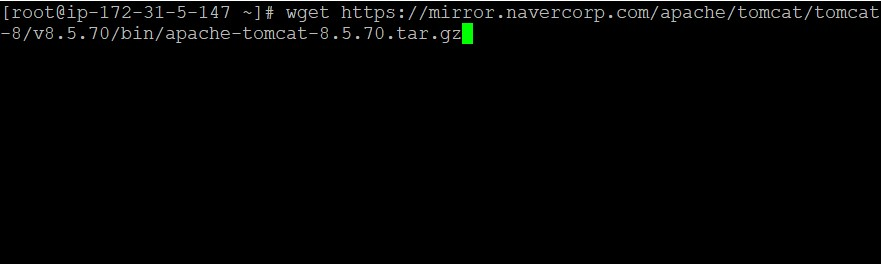 [root@ip-172-31-5-147 ~]# wget https://mirror.navercorp.com/apache/tomcat/tomcat
-8/v8.5.70/bin/apache-tomcat-8.5.70.tar.gz